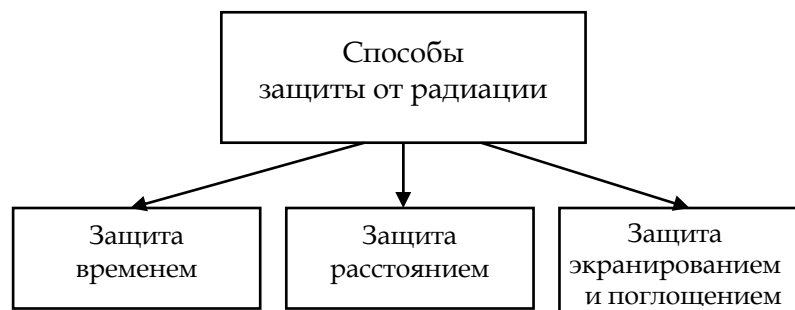 Способы
защиты от радиации
Защита
временем
Защита
расстоянием
Защита
экранированием
и поглощением